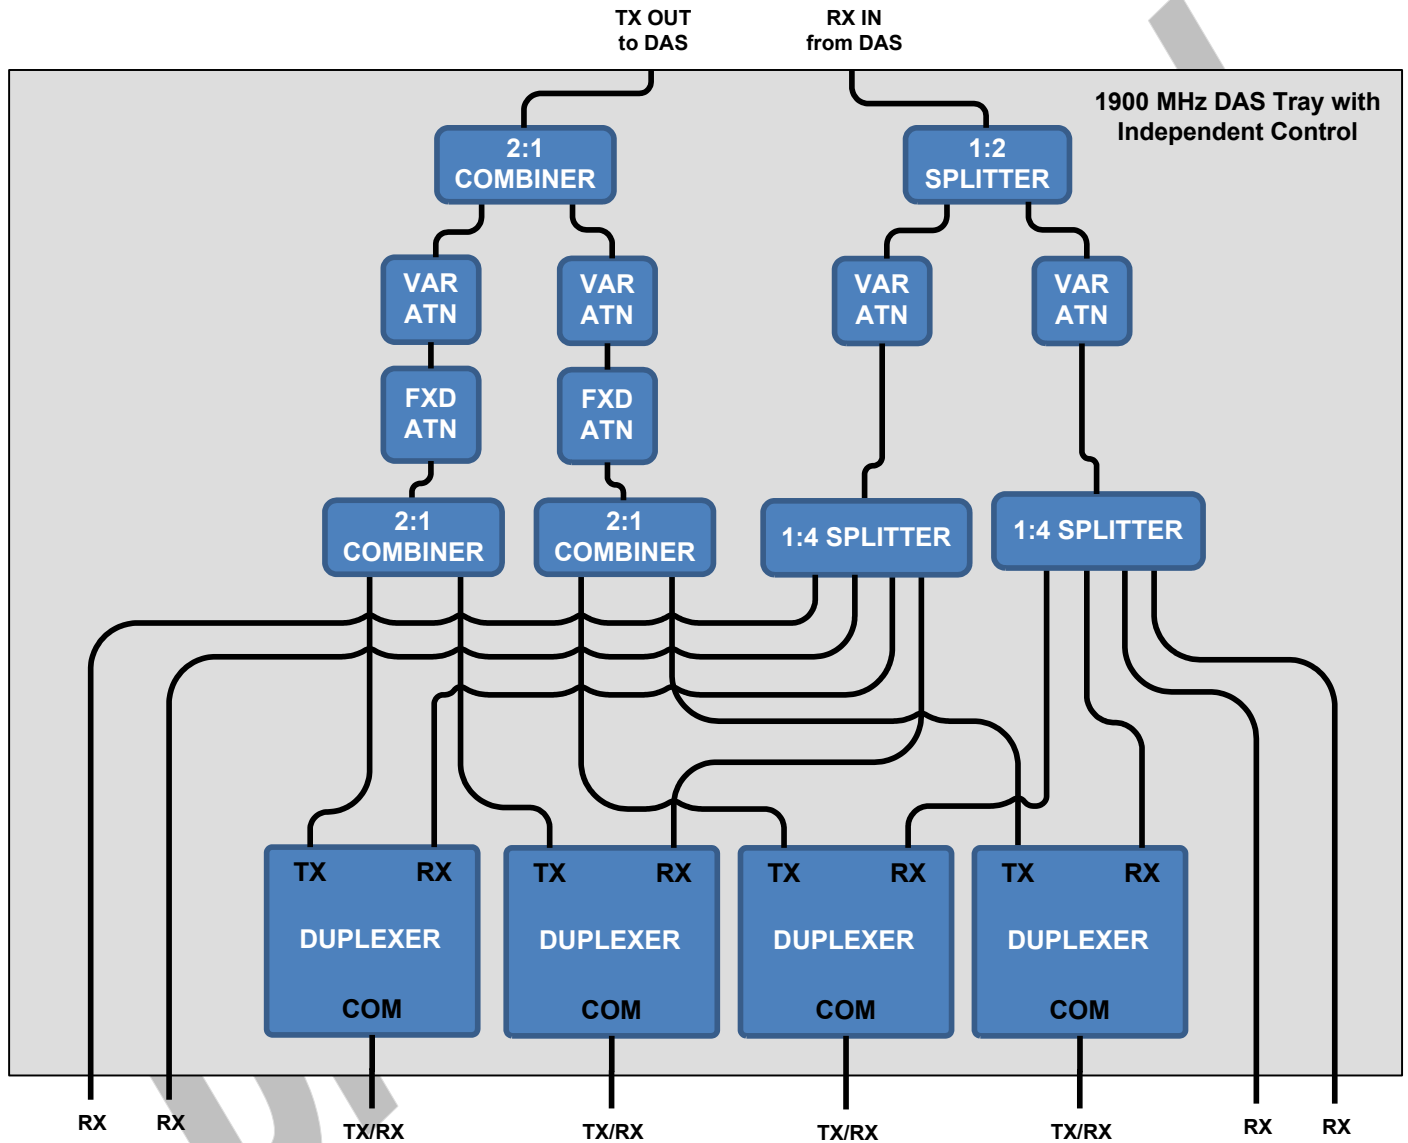 TX OUT
to DAS
RX IN
from DAS
1900 MHz DAS Tray with
Independent Control
2:1
COMBINER
1:2
SPLITTER
VAR
ATN
VAR
ATN
VAR
ATN
VAR
ATN
FXD
ATN
FXD
ATN
2:1
COMBINER
2:1
COMBINER
1:4 SPLITTER
1:4 SPLITTER
TX RX
TX RX
TX RX
TX RX
DUPLEXER
DUPLEXER
DUPLEXER
DUPLEXER
COM
COM
COM
COM
RX
RX
TX/RX
TX/RX
TX/RX
TX/RX
RX
RX